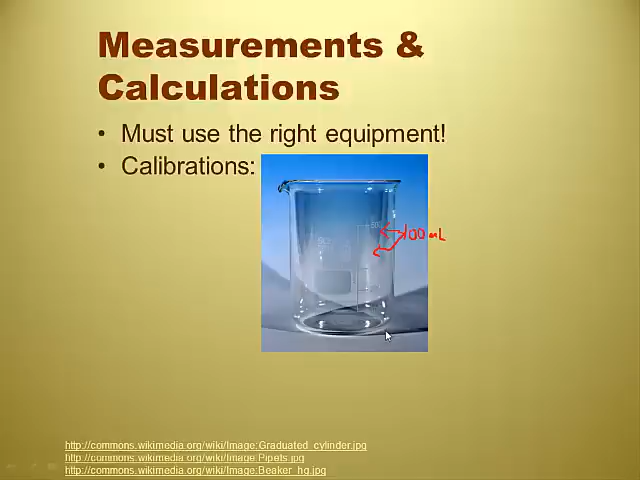 Measurements &
Calculations
• Must use the right equipment!
• Calibrations:
100 mL
http://commons.wikimedia.org/wiki/Image:Graduated_cylinder.jpg
http://commons.wikimedia.org/wiki/Image:Pipets.jpg
http://commons.wikimedia.org/wiki/Image:Beaker_hg.jpg